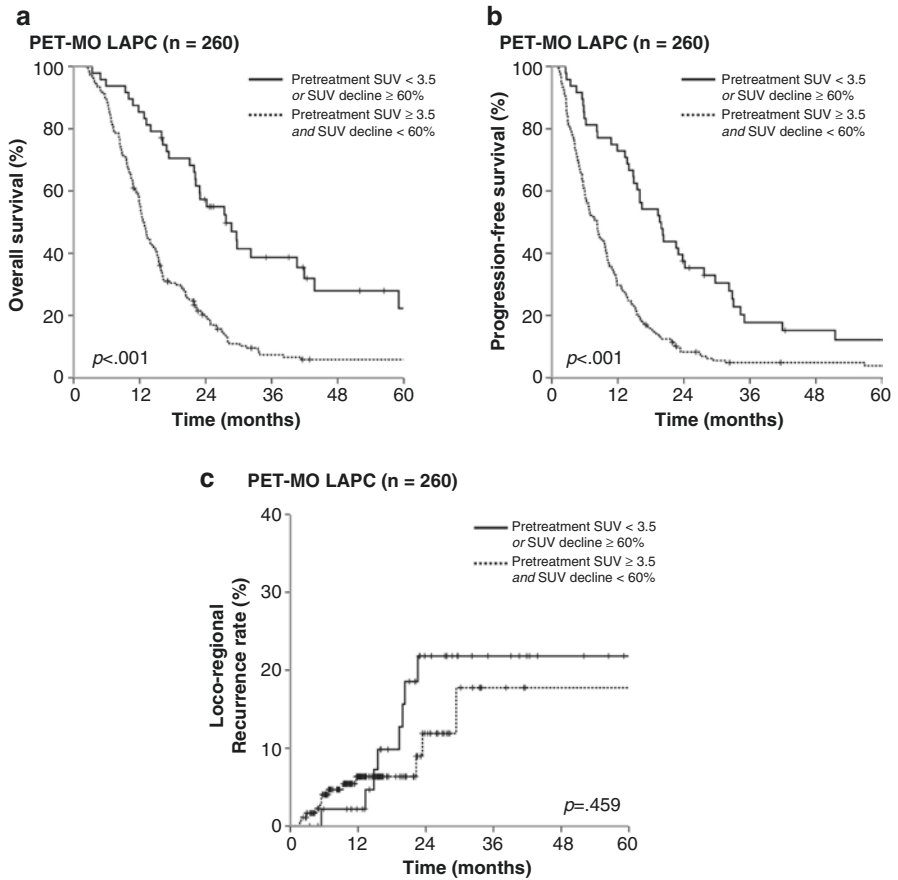 a
PET-MO LAPC (n = 260)
Overall survival (%)
100
80
60
40
20
0
Pretreatment SUV < 3.5
or SUV decline ≥ 60%
Pretreatment SUV ≥ 3.5
and SUV decline < 60%
p<.001
0 12 24 36 48 60
Time (months)
b
PET-MO LAPC (n = 260)
Progression-free survival (%)
100
80
60
40
20
0
Pretreatment SUV < 3.5
or SUV decline ≥ 60%
Pretreatment SUV ≥ 3.5
and SUV decline < 60%
p<.001
0 12 24 36 48 60
Time (months)
c
PET-MO LAPC (n = 260)
Loco-regional
Recurrence rate (%)
40
30
20
10
0
Pretreatment SUV < 3.5
or SUV decline ≥ 60%
Pretreatment SUV ≥ 3.5
and SUV decline < 60%
p=.459
0 12 24 36 48 60
Time (months)